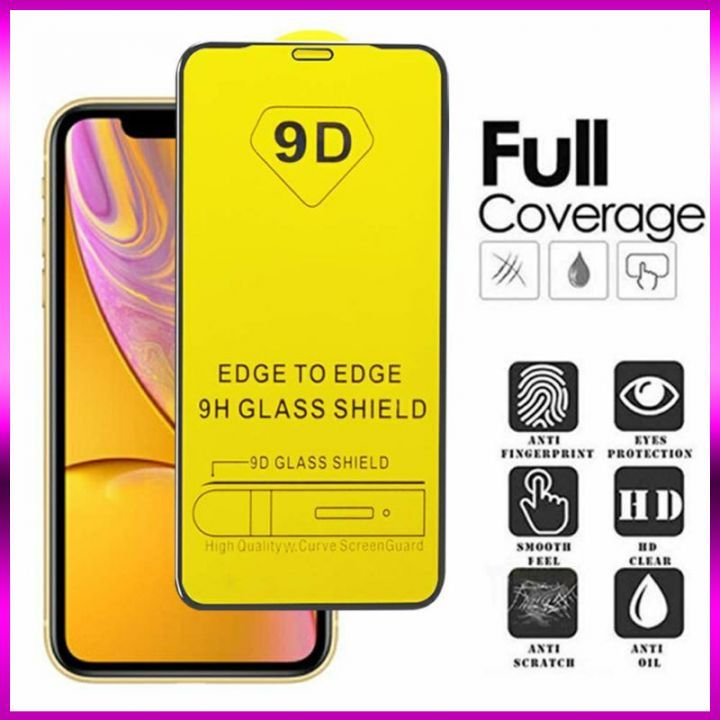 9D
EDGE TO EDGE
9H GLASS SHIELD
9D GLASS SHIELD
High Quality W. Curve ScreenGuard
Full
Coverage
ANTI
FINGERPRINT
EYES
PROTECTION
SMOOTH
FEEL
HD
HD
CLEAR
ANTI
SCRATCH
ANTI
OIL